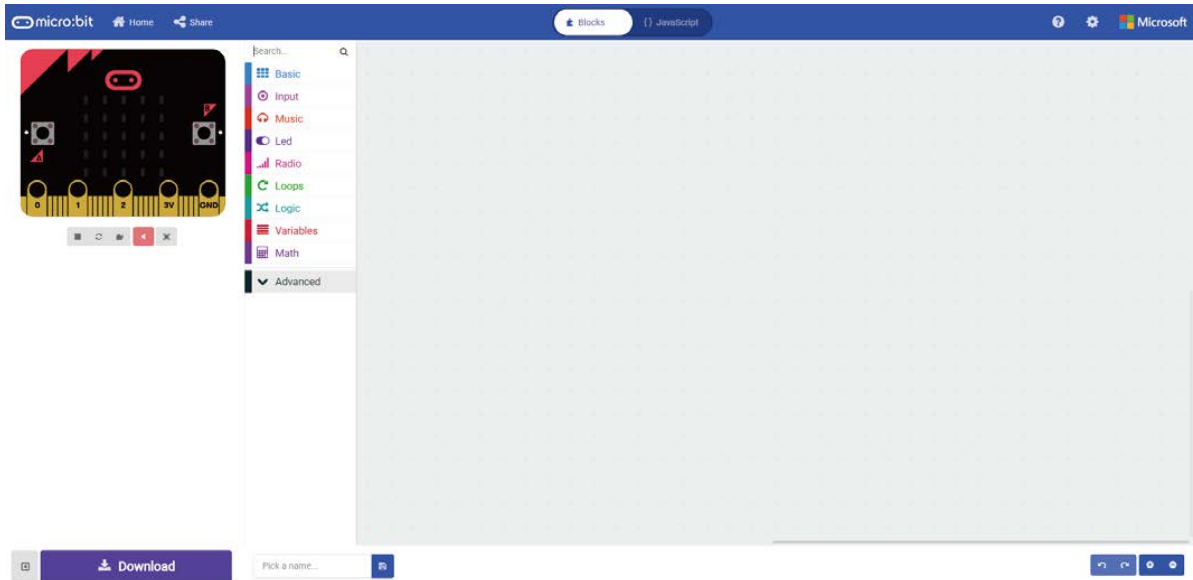 micro:bit Home Share Blocks {} JavaScript Microsoft
Search...
Basic
Input
Music
Led
Radio
Loops
Logic
Variables
Math
Advanced
B
A
0 1 2 3V GND
Download
Pick a name...